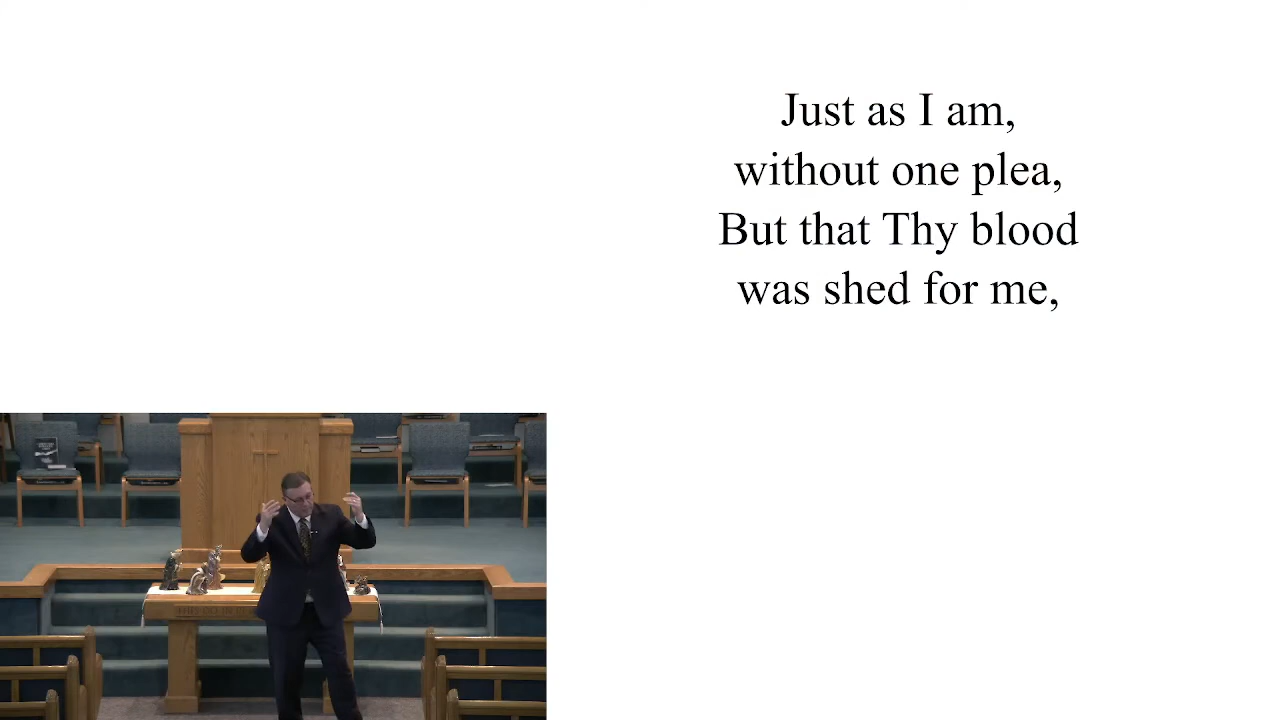 Just as I am,
without one plea,
But that Thy blood
was shed for me,